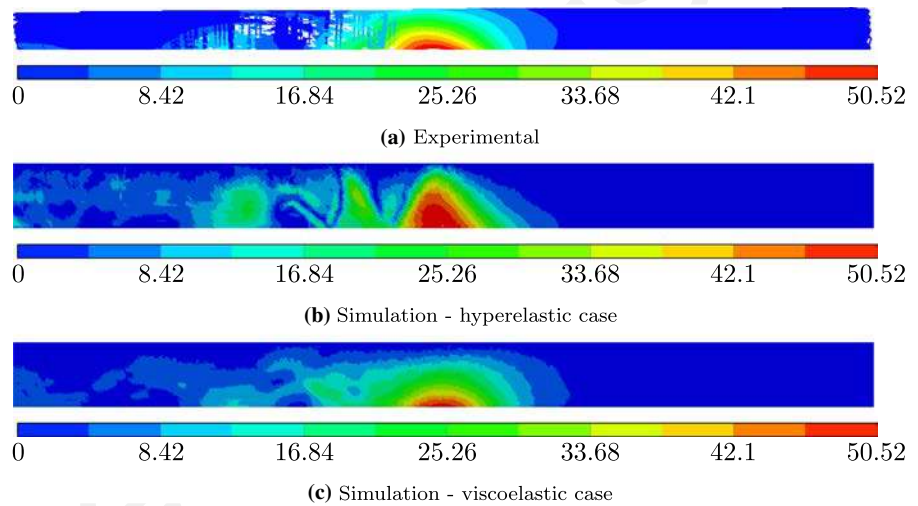 0 8.42 16.84 25.26 33.68 42.1 50.52
(a) Experimental
0 8.42 16.84 25.26 33.68 42.1 50.52
(b) Simulation - hyperelastic case
0 8.42 16.84 25.26 33.68 42.1 50.52
(c) Simulation - viscoelastic case